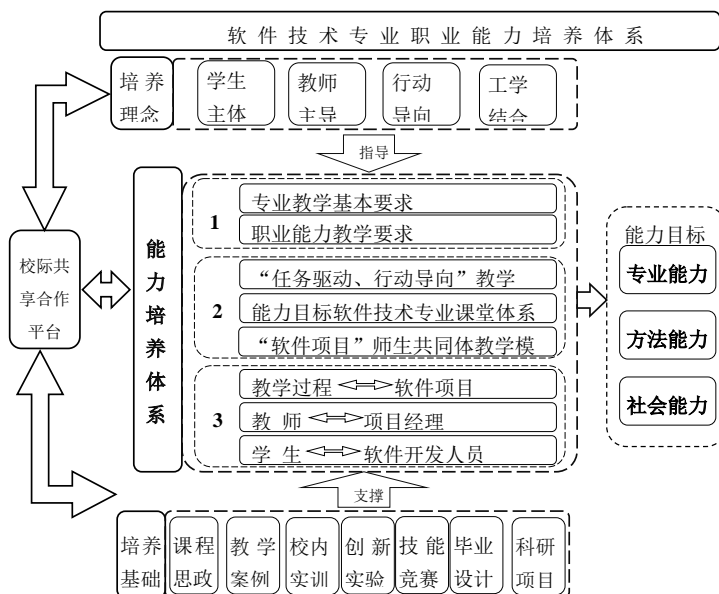 软件技术专业职业能力培养体系
培养
理念
学生
主体
教师
主导
行动
导向
工学
结合
指导
校际共
享合作
平台
能力培养体系
1
专业教学基本要求
职业能力教学要求
2
“任务驱动、行动导向”教学
能力目标软件技术专业课堂体系
“软件项目”师生共同体教学模
3
教学过程 软件项目
教 师 项目经理
学 生 软件开发人员
能力目标
专业能力
方法能力
社会能力
支撑
培养
基础
课程
思政
教学
案例
校内
实训
创新
实验
技能
竞赛
毕业
设计
科研
项目